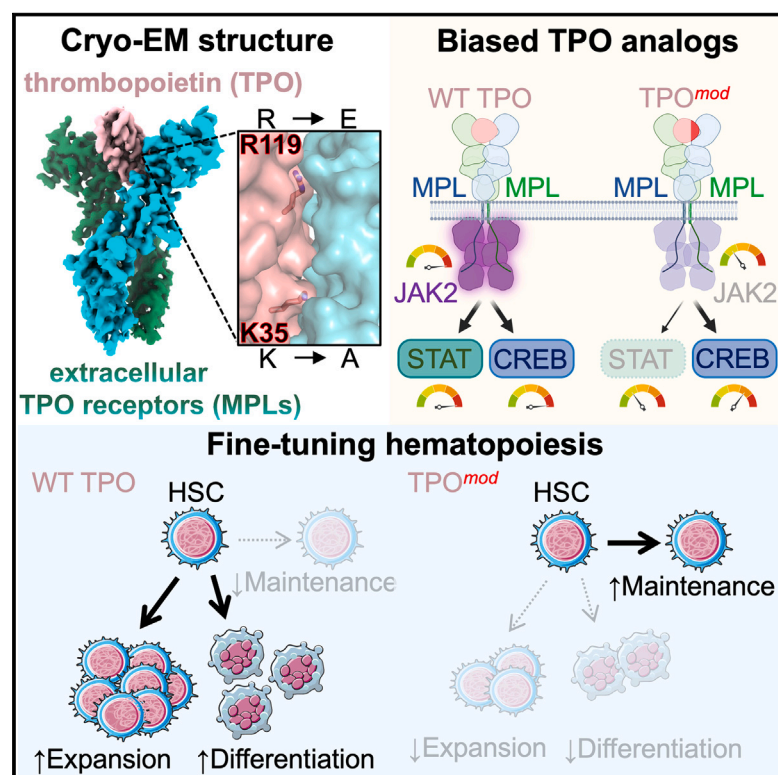 Cryo-EM structure
thrombopoietin (TPO)
R → E
R119
K35
K → A
extracellular
TPO receptors (MPLs)
Biased TPO analogs
WT TPO
TPOmod
MPL
MPL
MPL
MPL
JAK2
JAK2
STAT
CREB
STAT
CREB
Fine-tuning hematopoiesis
WT TPO
HSC
↓Maintenance
↑Expansion
↑Differentiation
TPOmod
HSC
↑Maintenance
↓Expansion
↓Differentiation